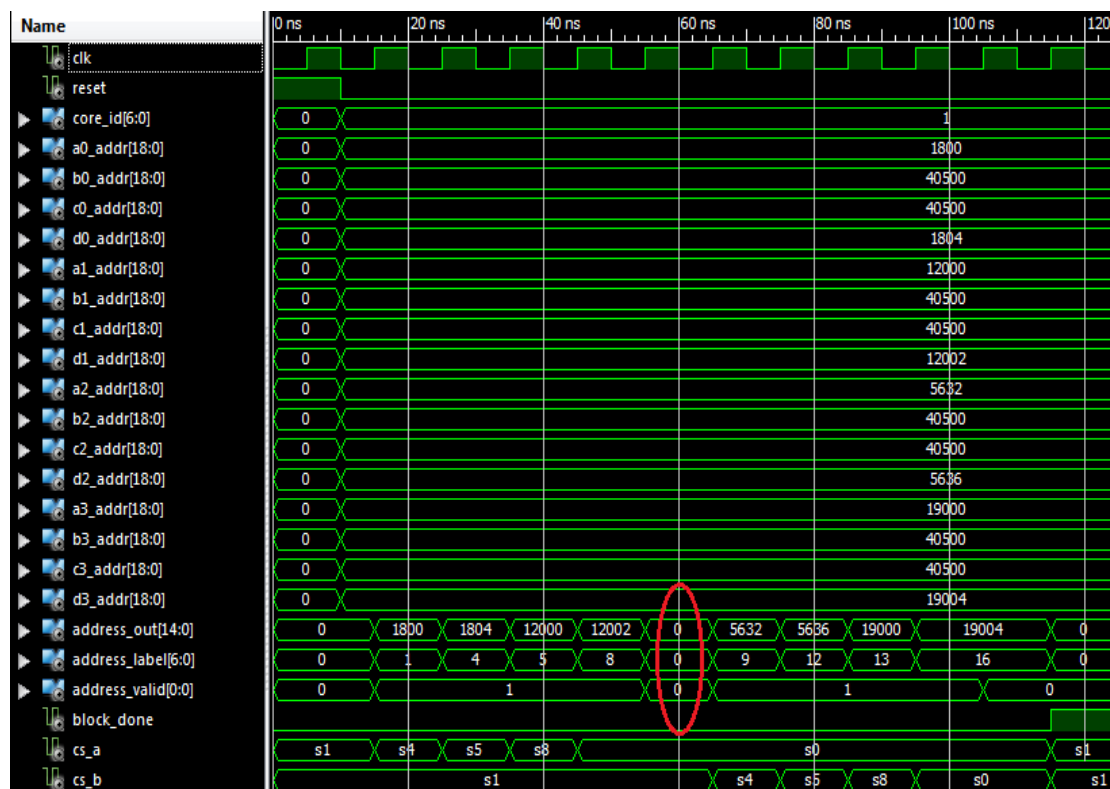 Name 0 ns 20 ns 40 ns 60 ns 80 ns 100 ns 120
clk
reset
core_id[6:0] 0 1
a0_addr[18:0] 0 1800
b0_addr[18:0] 0 40500
c0_addr[18:0] 0 40500
d0_addr[18:0] 0 1804
a1_addr[18:0] 0 12000
b1_addr[18:0] 0 40500
c1_addr[18:0] 0 40500
d1_addr[18:0] 0 12002
a2_addr[18:0] 0 5632
b2_addr[18:0] 0 40500
c2_addr[18:0] 0 40500
d2_addr[18:0] 0 5636
a3_addr[18:0] 0 19000
b3_addr[18:0] 0 40500
c3_addr[18:0] 0 40500
d3_addr[18:0] 0 19004
address_out[14:0] 0 1800 1804 12000 12002 0 5632 5636 19000 19004 0
address_label[6:0] 0 1 4 5 8 0 9 12 13 16 0
address_valid[0:0] 0 1 0 1 0
block_done
cs_a s1 s4 s5 s8 s0 s1
cs_b s1 s4 s5 s8 s0 s1